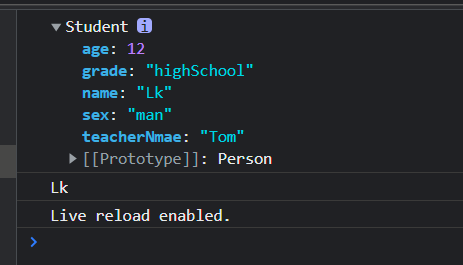 Student i
age: 12
grade: "highSchool"
name: "Lk"
sex: "man"
teacherNmae: "Tom"
[[Prototype]]: Person
Lk
Live reload enabled.